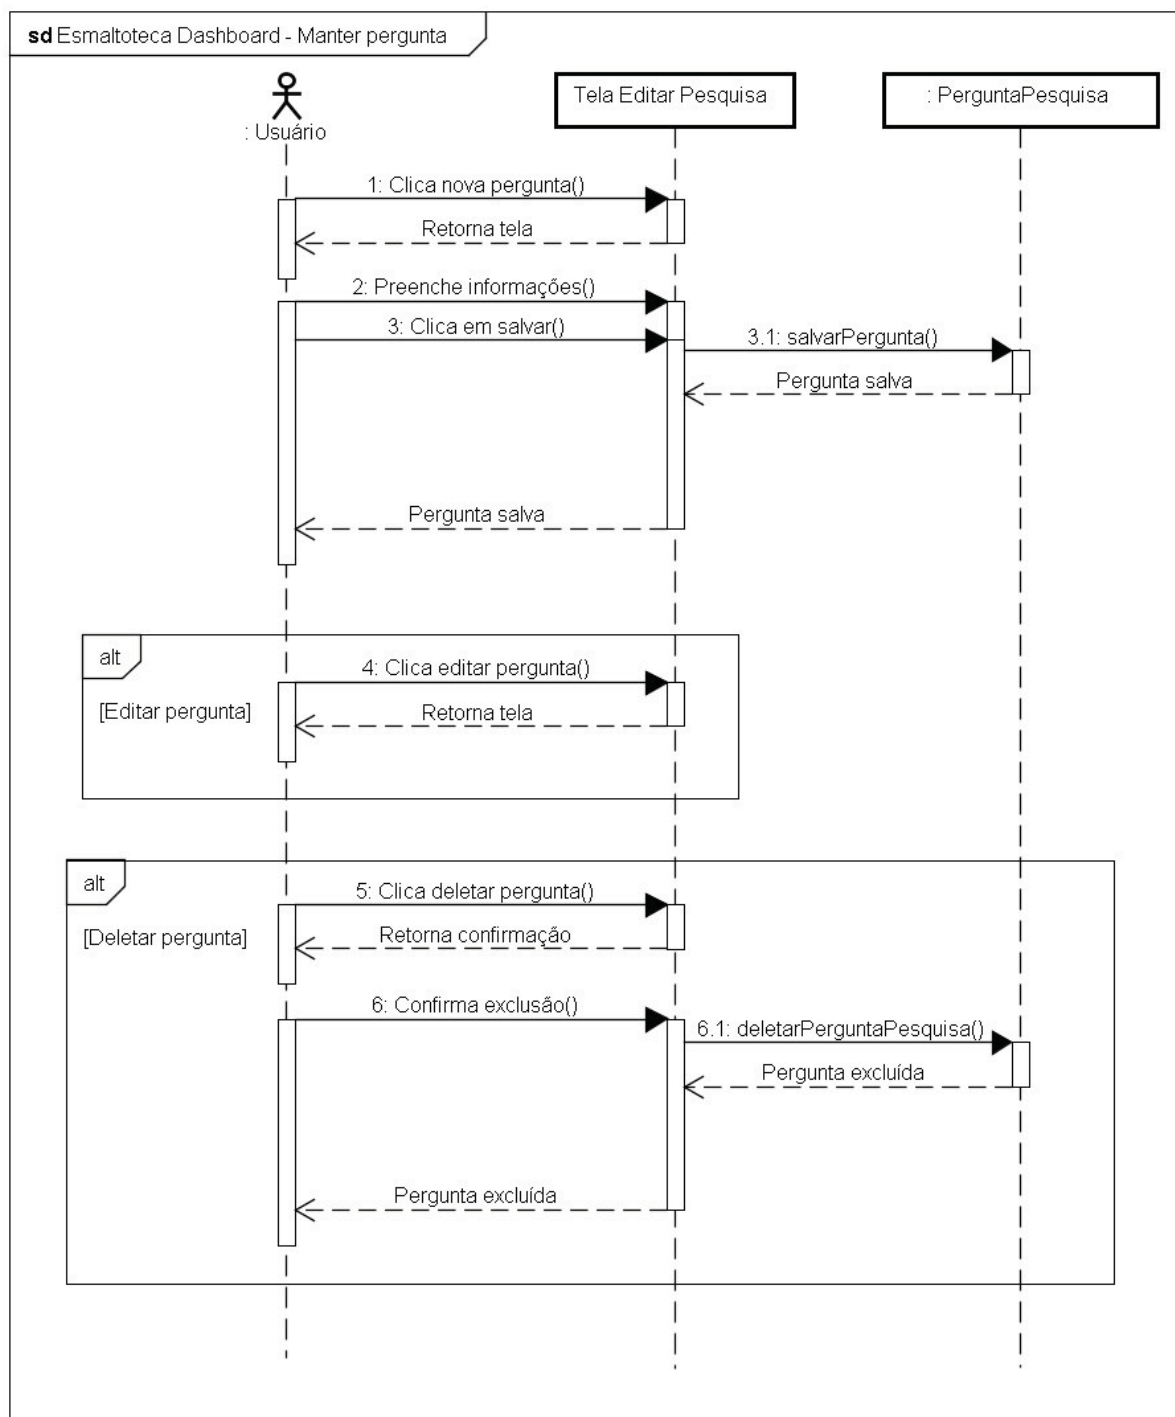 sd Esmaltoteca Dashboard - Manter pergunta
: Usuário
Tela Editar Pesquisa
: PerguntaPesquisa
1: Clica nova pergunta()
Retorna tela
2: Preenche informações()
3: Clica em salvar()
3.1: salvarPergunta()
Pergunta salva
Pergunta salva
alt
4: Clica editar pergunta()
[Editar pergunta]
Retorna tela
alt
5: Clica deletar pergunta()
[Deletar pergunta]
Retorna confirmação
6: Confirma exclusão()
6.1: deletarPerguntaPesquisa()
Pergunta excluída
Pergunta excluída